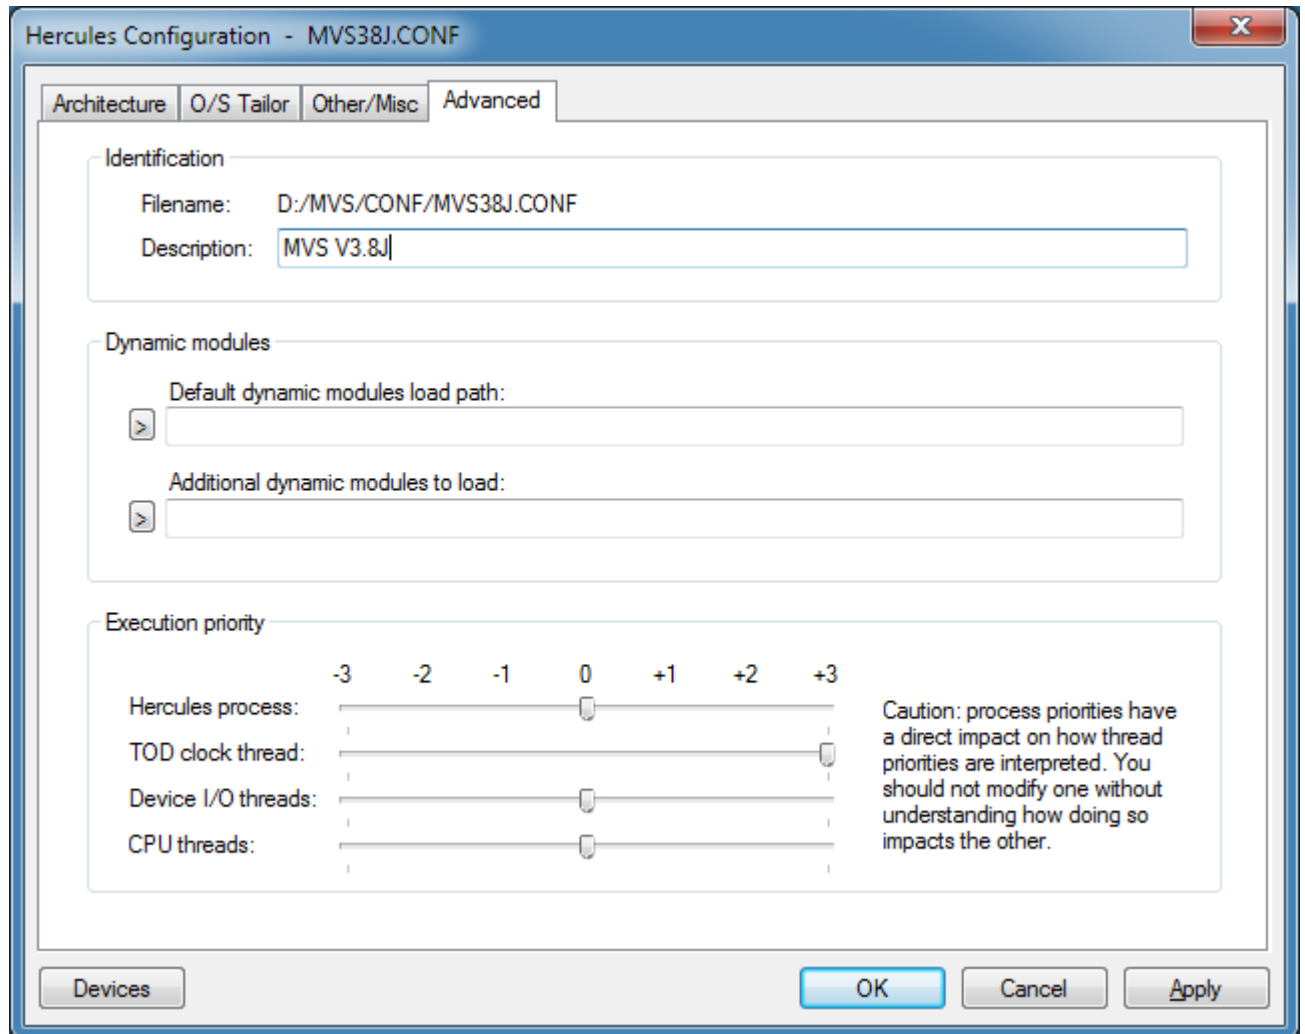 Hercules Configuration - MVS38J.CONF
X
Architecture O/S Tailor Other/Misc Advanced
Identification
Filename: D:/MVS/CONF/MVS38J.CONF
Description: MVS V3.8J
Dynamic modules
Default dynamic modules load path:
>
Additional dynamic modules to load:
>
Execution priority
-3 -2 -1 0 +1 +2 +3
Hercules process:
TOD clock thread:
Device I/O threads:
CPU threads:
Caution: process priorities have
a direct impact on how thread
priorities are interpreted. You
should not modify one without
understanding how doing so
impacts the other.
Devices OK Cancel Apply